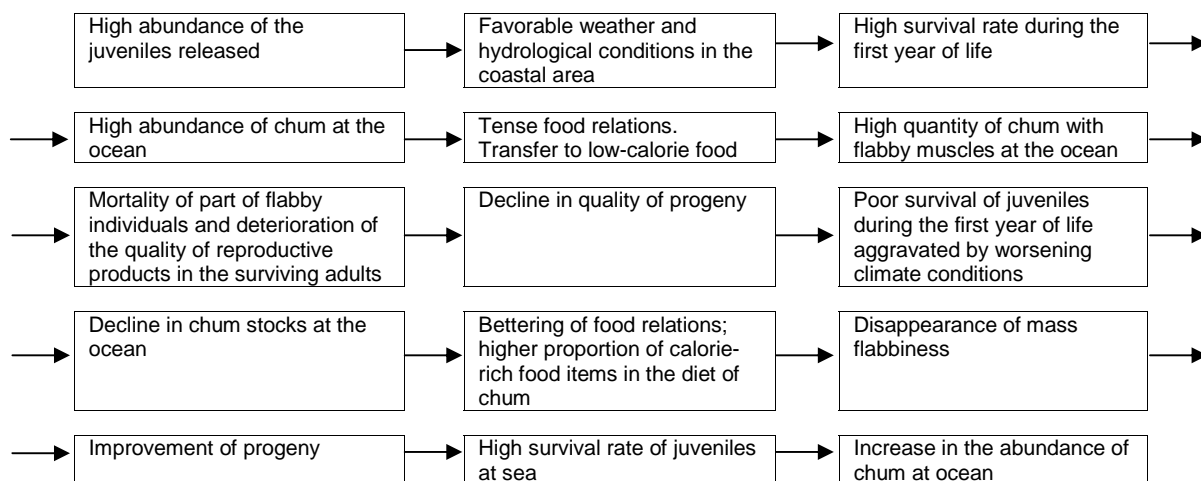 High abundance of the
juveniles released
Favorable weather and
hydrological conditions in the
coastal area
High survival rate during the
first year of life
High abundance of chum at the
ocean
Tense food relations.
Transfer to low-calorie food
High quantity of chum with
flabby muscles at the ocean
Mortality of part of flabby
individuals and deterioration of
the quality of reproductive
products in the surviving adults
Decline in quality of progeny
Poor survival of juveniles
during the first year of life
aggravated by worsening
climate conditions
Decline in chum stocks at the
ocean
Bettering of food relations;
higher proportion of calorie-
rich food items in the diet of
chum
Disappearance of mass
flabbiness
Improvement of progeny
High survival rate of juveniles
at sea
Increase in the abundance of
chum at ocean